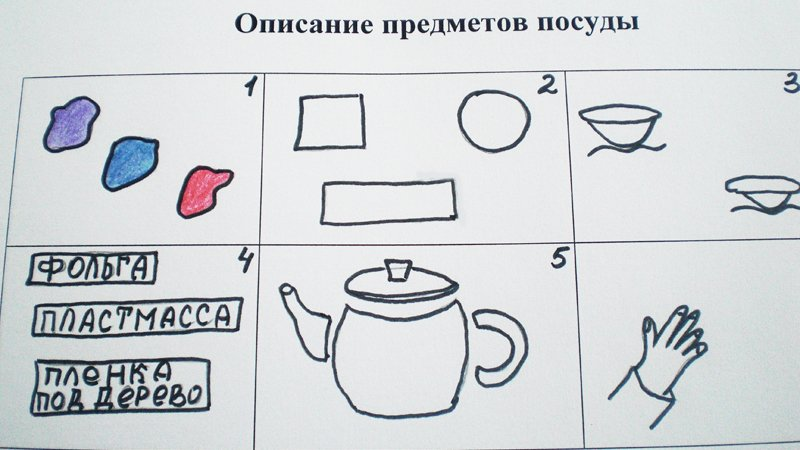 Описание предметов посуды
1
2
3
ФОЛЬГА
4
ПЛАСТМАССА
ПЛЕНКА
ПОД ДЕРЕВО
5